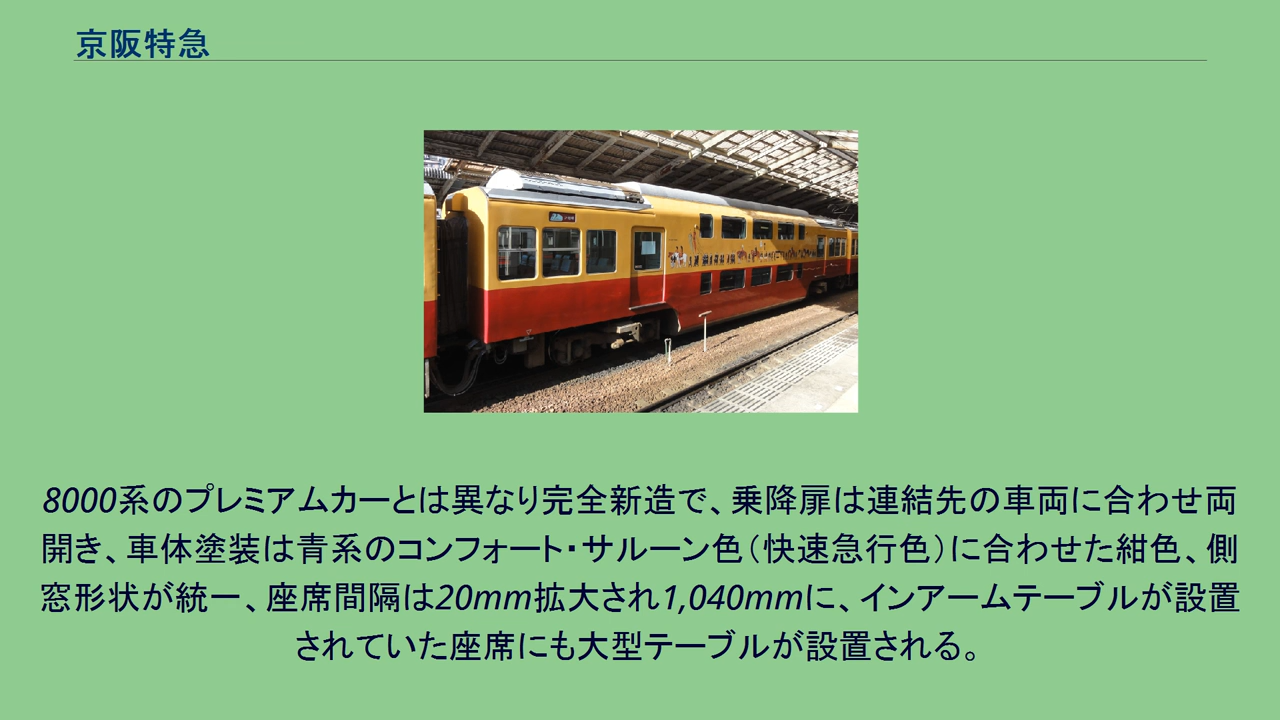 京阪特急
8000系のプレミアムカーとは異なり完全新造で、乗降扉は連結先の車両に合わせ両
開き、車体塗装は青系のコンフォート・サルーン色（快速急行色）に合わせた紺色、側
窓形状が統一、座席間隔は20mm拡大され1,040mmに、インアームテーブルが設置
されていた座席にも大型テーブルが設置される。